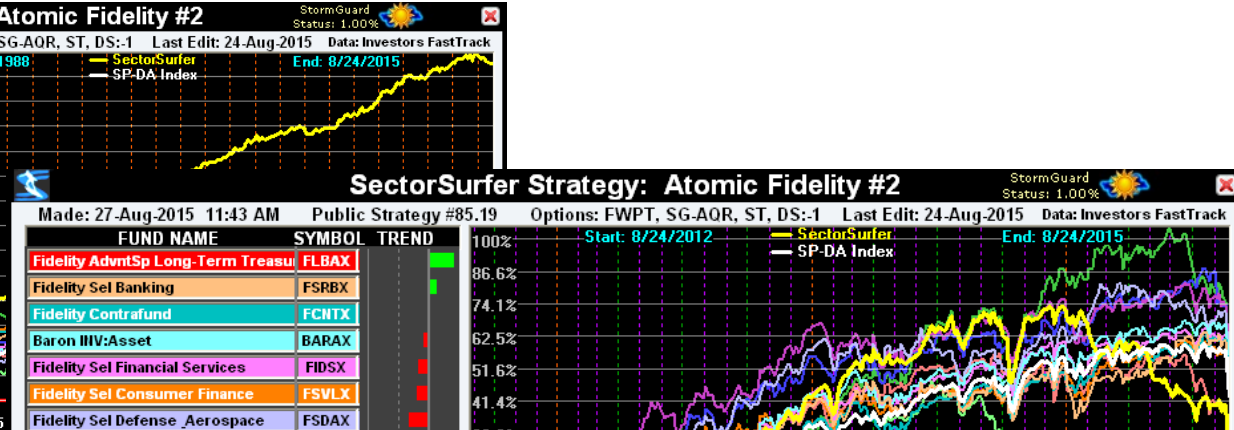 Atomic Fidelity #2
StormGuard
Status: 1.00%
SG-AQR, ST, DS:-1 Last Edit: 24-Aug-2015 Data: Investors FastTrack
1988 SectorSurfer End: 8/24/2015
SP-DA Index
SectorSurfer Strategy: Atomic Fidelity #2
StormGuard
Status: 1.00%
Made: 27-Aug-2015 11:43 AM Public Strategy #85.19 Options: FWPT, SG-AQR, ST, DS:-1 Last Edit: 24-Aug-2015 Data: Investors FastTrack
FUND NAME SYMBOL TREND
100% Start: 8/24/2012 SectorSurfer End: 8/24/2015
SP-DA Index
Fidelity AdvntSp Long-Term Treasu FLBAX
86.6%
Fidelity Sel Banking FSRBX
74.1%
Fidelity Contrafund FCNTX
62.5%
Baron INV:Asset BARAX
Fidelity Sel Financial Services FIDSX
51.6%
Fidelity Sel Consumer Finance FSVLX
41.4%
Fidelity Sel Defense _Aerospace FSDAX